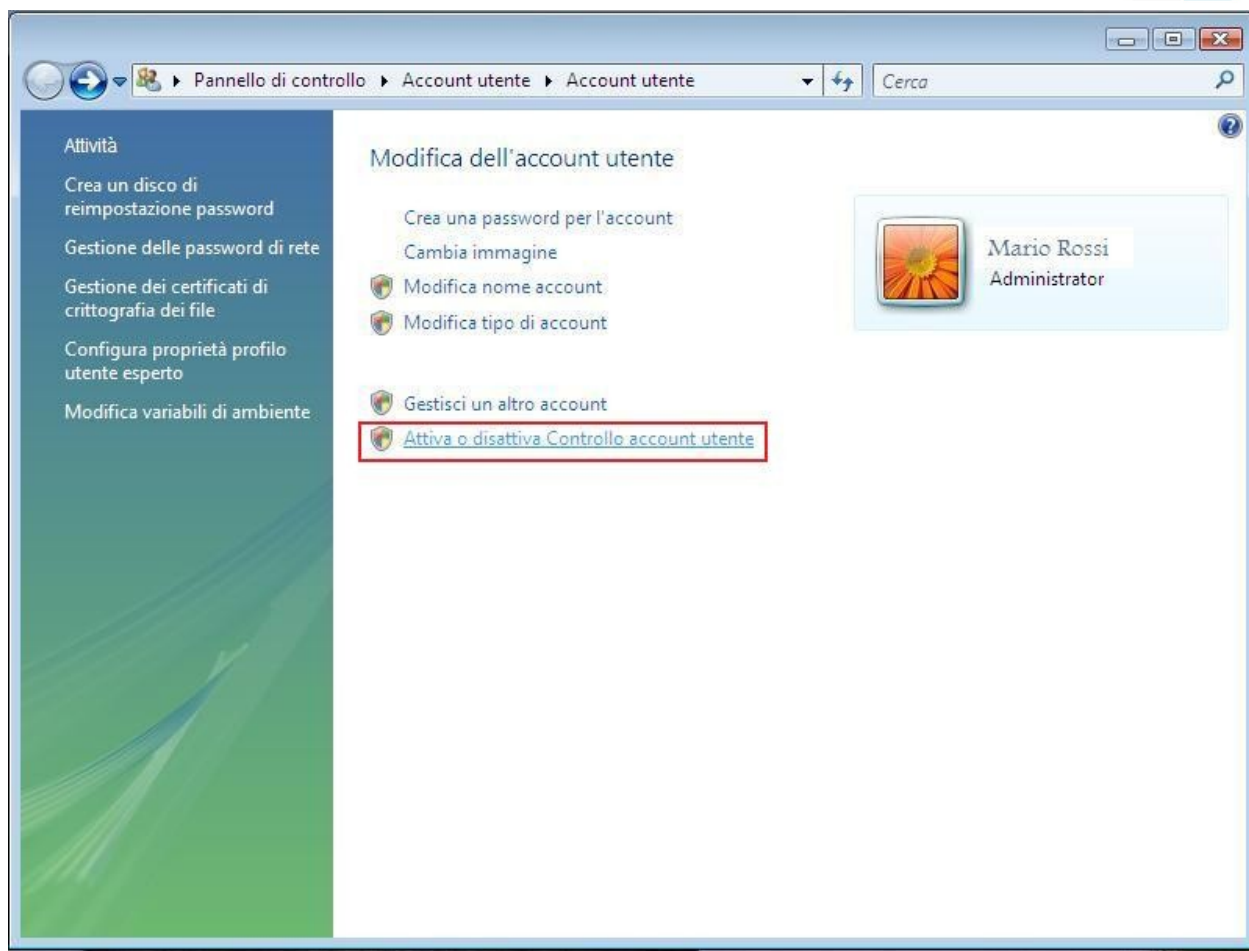 Pannello di controllo ▸ Account utente ▸ Account utente
Cerca
Attività
Crea un disco di
reimpostazione password
Gestione delle password di rete
Gestione dei certificati di
crittografia dei file
Configura proprietà profilo
utente esperto
Modifica variabili di ambiente
Modifica dell'account utente
Crea una password per l'account
Cambia immagine
Modifica nome account
Modifica tipo di account
Gestisci un altro account
Attiva o disattiva Controllo account utente
Mario Rossi
Administrator